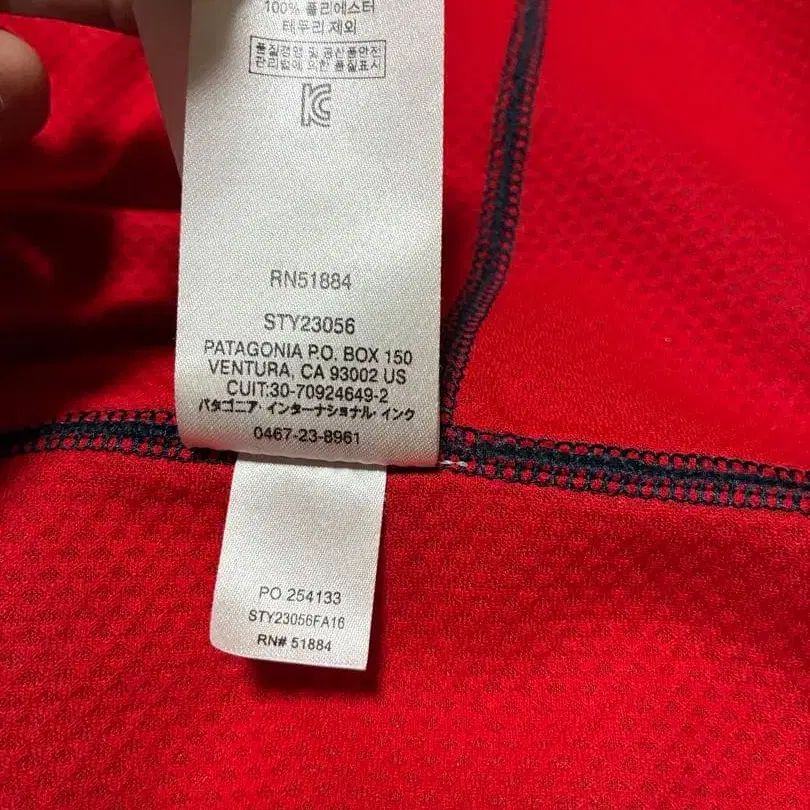 100% 폴리에스터
테두리 제외
품질경영 및 공산품안전
관리법에 의한 품질표시
RN51884
STY23056
PATAGONIA P.O. BOX 150
VENTURA, CA 93002 US
CUIT:30-70924649-2
パタゴニア・インターナショナル・インク
0467-23-8961
PO 254133
STY23056FA16
RN# 51884